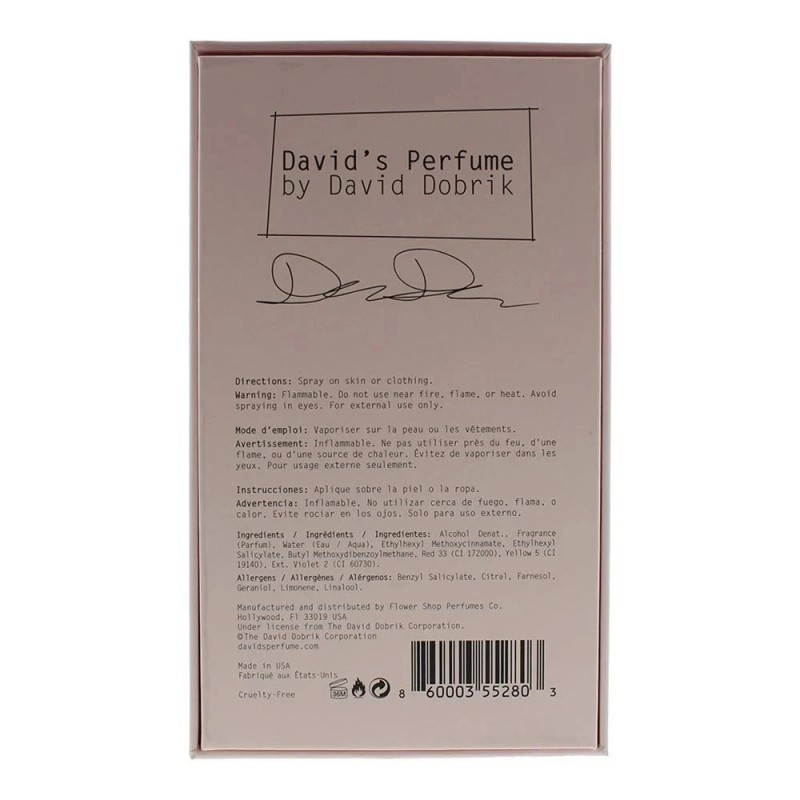 David's Perfume
by David Dobrik
Directions: Spray on skin or clothing.
Warning: Flammable. Do not use near fire, flame, or heat. Avoid
spraying in eyes. For external use only.
Mode d'emploi: Vaporiser sur la peau ou les vêtements.
Avertissement: Inflammable. Ne pas utiliser près du feu, d'une
flame, ou d'une source de chaleur. Évitez de vaporiser dans les
yeux. Pour usage externe seulement.
Instrucciones: Aplique sobre la piel o la ropa.
Advertencia: Inflamable. No utilizar cerca de fuego, flama, o
calor. Evite rociar en los ojos. Solo para uso externo.
Ingredients / Ingrédients / Ingredientes: Alcohol Denat., Fragrance
(Parfum), Water (Eau / Aqua), Ethylhexyl Methoxycinnamate, Ethylhexyl
Salicylate, Butyl Methoxydibenzoylmethane, Red 33 (CI 172000), Yellow 5 (CI
19140), Ext. Violet 2 (CI 60730).
Allergens / Allergènes / Alérgenos: Benzyl Salicylate, Citral, Farnesol,
Geraniol, Limonene, Linalool.
Manufactured and distributed by Flower Shop Perfumes Co.
Hollywood, Fl 33019 USA
Under license from The David Dobrik Corporation.
©The David Dobrik Corporation
davidsperfume.com
Made in USA
Fabriqué aux États-Unis
Cruelty-Free
36M
8 60003 55280 3